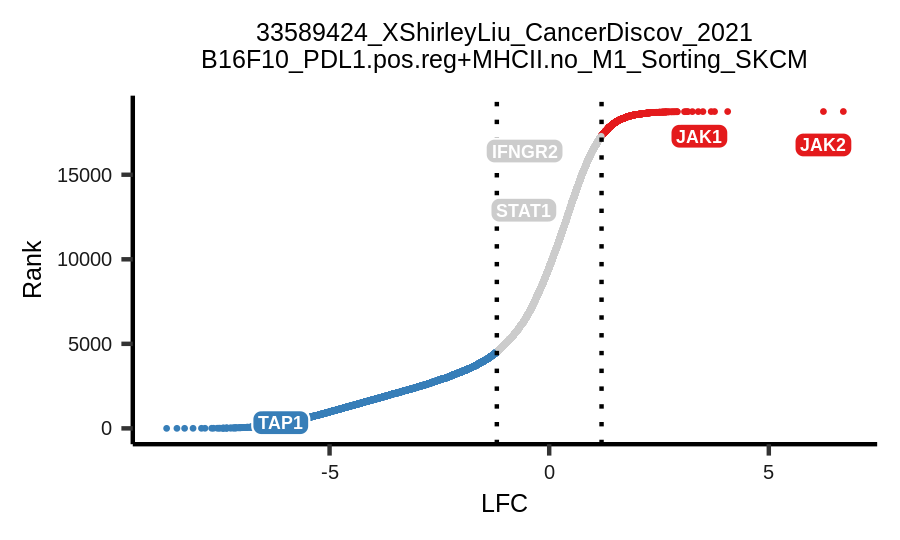 33589424_XShirleyLiu_CancerDiscov_2021
B16F10_PDL1.pos.reg+MHCII.no_M1_Sorting_SKCM
JAK1
JAK2
IFNGR2
STAT1
TAP1
Rank
15000
10000
5000
0
-5
0
5
LFC